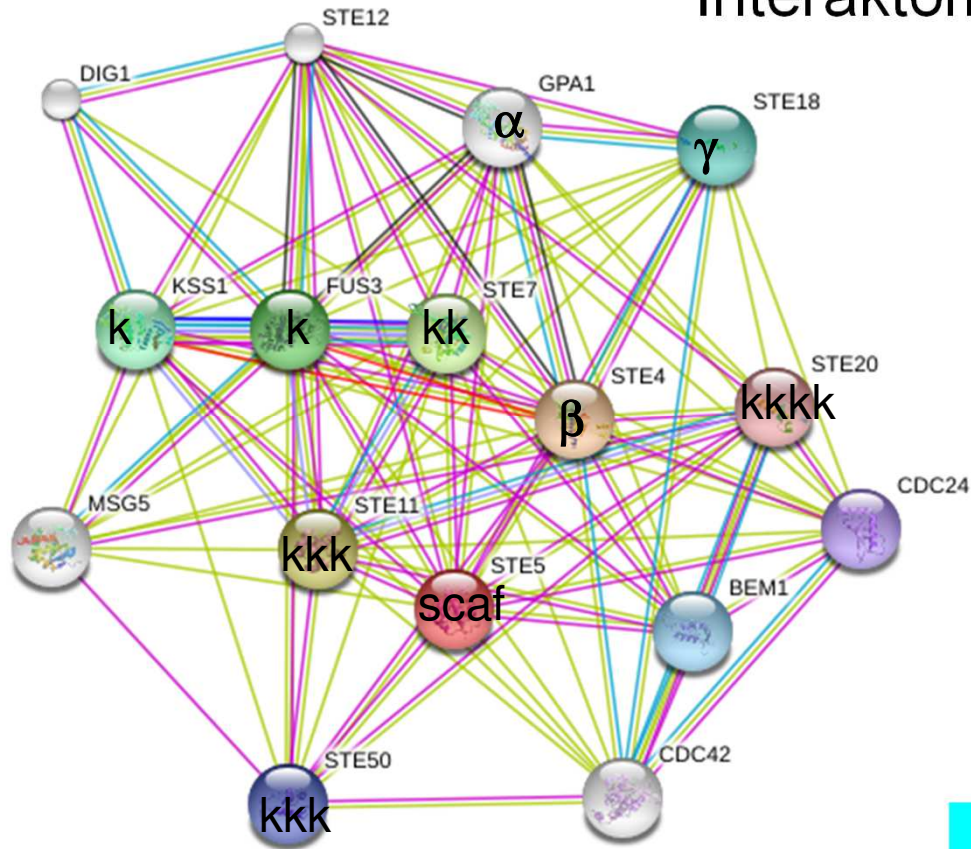 Interakton
STE12
DIG1
GPA1
α
STE18
γ
KSS1
k
FUS3
k
STE7
kk
STE4
β
STE20
kkkk
CDC24
MSG5
STE11
kkk
STE5
scaf
BEM1
STE50
kkk
CDC42